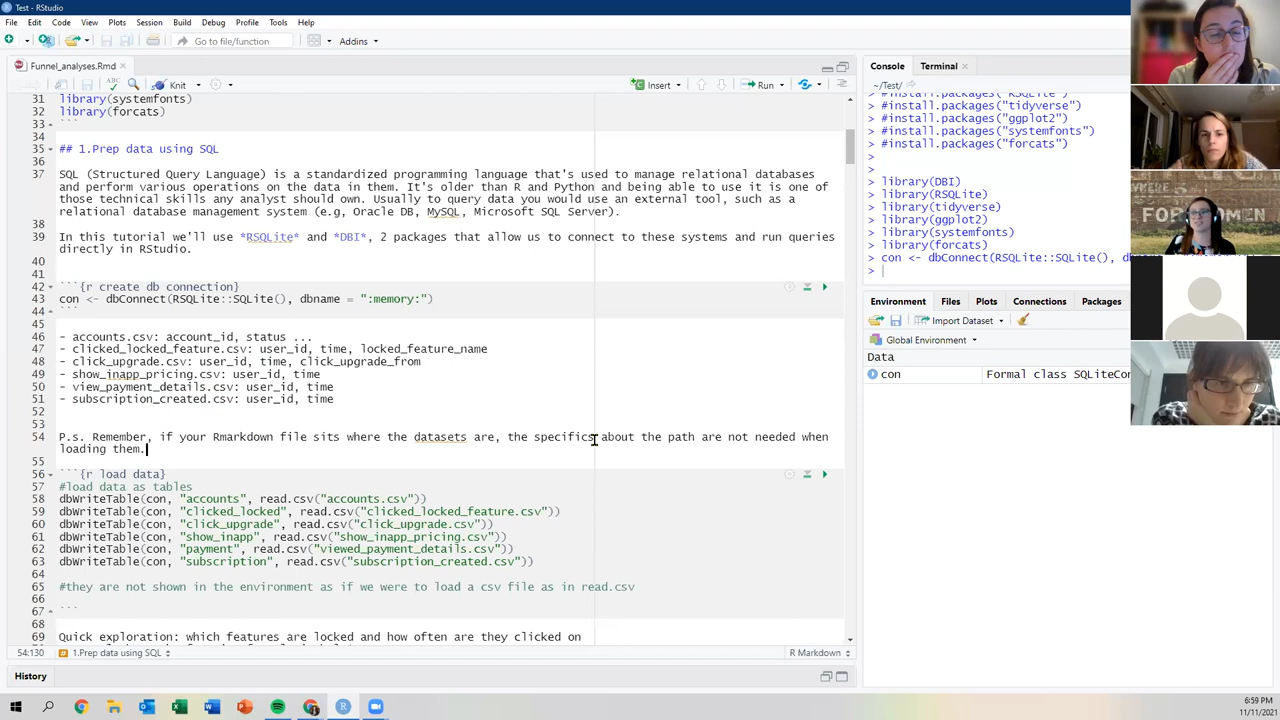 Test - RStudio
File Edit Code View Plots Session Build Debug Profile Tools Help
Go to file/function
Addins
Funnel_analyses.Rmd
Knit
Insert
Run
31 library(systemfonts)
32 library(forcats)
33 ```
34
35 ## 1.Prep data using SQL
36
37 SQL (Structured Query Language) is a standardized programming language that's used to manage relational databases
and perform various operations on the data in them. It's older than R and Python and being able to use it is one of
those technical skills any analyst should own. Usually to query data you would use an external tool, such as a
relational database management system (e.g, Oracle DB, MySQL, Microsoft SQL Server).
38
39 In this tutorial we'll use *RSQLite* and *DBI*, 2 packages that allow us to connect to these systems and run queries
directly in RStudio.
40
41
42 ```{r create db connection}
43 con <- dbConnect(RSQLite::SQLite(), dbname = ":memory:")
44 ```
45
46 - accounts.csv: account_id, status ...
47 - clicked_locked_feature.csv: user_id, time, locked_feature_name
48 - click_upgrade.csv: user_id, time, click_upgrade_from
49 - show_inapp_pricing.csv: user_id, time
50 - view_payment_details.csv: user_id, time
51 - subscription_created.csv: user_id, time
52
53
54 P.s. Remember, if your Rmarkdown file sits where the datasets are, the specifics about the path are not needed when
loading them.
55
56 ```{r load data}
57 #load data as tables
58 dbWriteTable(con, "accounts", read.csv("accounts.csv"))
59 dbWriteTable(con, "clicked_locked", read.csv("clicked_locked_feature.csv"))
60 dbWriteTable(con, "click_upgrade", read.csv("click_upgrade.csv"))
61 dbWriteTable(con, "show_inapp", read.csv("show_inapp_pricing.csv"))
62 dbWriteTable(con, "payment", read.csv("viewed_payment_details.csv"))
63 dbWriteTable(con, "subscription", read.csv("subscription_created.csv"))
64
65 #they are not shown in the environment as if we were to load a csv file as in read.csv
66
67 ```
68
69 Quick exploration: which features are locked and how often are they clicked on
54:130 1.Prep data using SQL R Markdown
History
Console Terminal
~/Test/
> #install.packages("RSQLite")
> #install.packages("tidyverse")
> #install.packages("ggplot2")
> #install.packages("systemfonts")
> #install.packages("forcats")
>
>
> library(DBI)
> library(RSQLite)
> library(tidyverse)
> library(ggplot2)
> library(systemfonts)
> library(forcats)
> con <- dbConnect(RSQLite::SQLite(),
>
Environment Files Plots Connections Packages
Import Dataset
Global Environment
Data
con Formal class SQLiteCon
FOR WOMEN
6:59 PM
11/11/2021